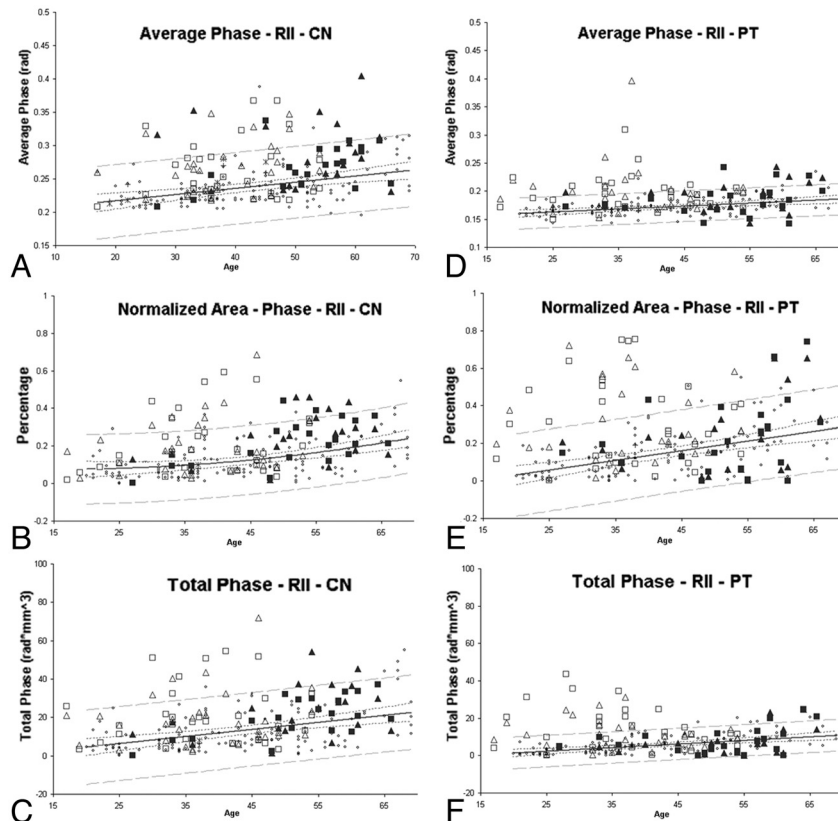 Average Phase - RII - CN
Average Phase (rad)
0.5
0.45
0.4
0.35
0.3
0.25
0.2
0.15
10 20 30 40 50 60 70
Age
A
Average Phase - RII - PT
Average Phase (rad)
0.5
0.45
0.4
0.35
0.3
0.25
0.2
0.15
0.1
15 25 35 45 55 65
Age
D
Normalized Area - Phase - RII - CN
Percentage
1
0.8
0.6
0.4
0.2
0
-0.2
15 25 35 45 55 65
Age
B
Normalized Area - Phase - RII - PT
Percentage
1
0.8
0.6
0.4
0.2
0
-0.2
15 25 35 45 55 65
Age
E
Total Phase - RII - CN
Total Phase (rad*mm^3)
100
80
60
40
20
0
-20
15 25 35 45 55 65
Age
C
Total Phase - RII - PT
Total Phase (rad*mm^3)
100
80
60
40
20
0
-20
15 25 35 45 55 65
Age
F